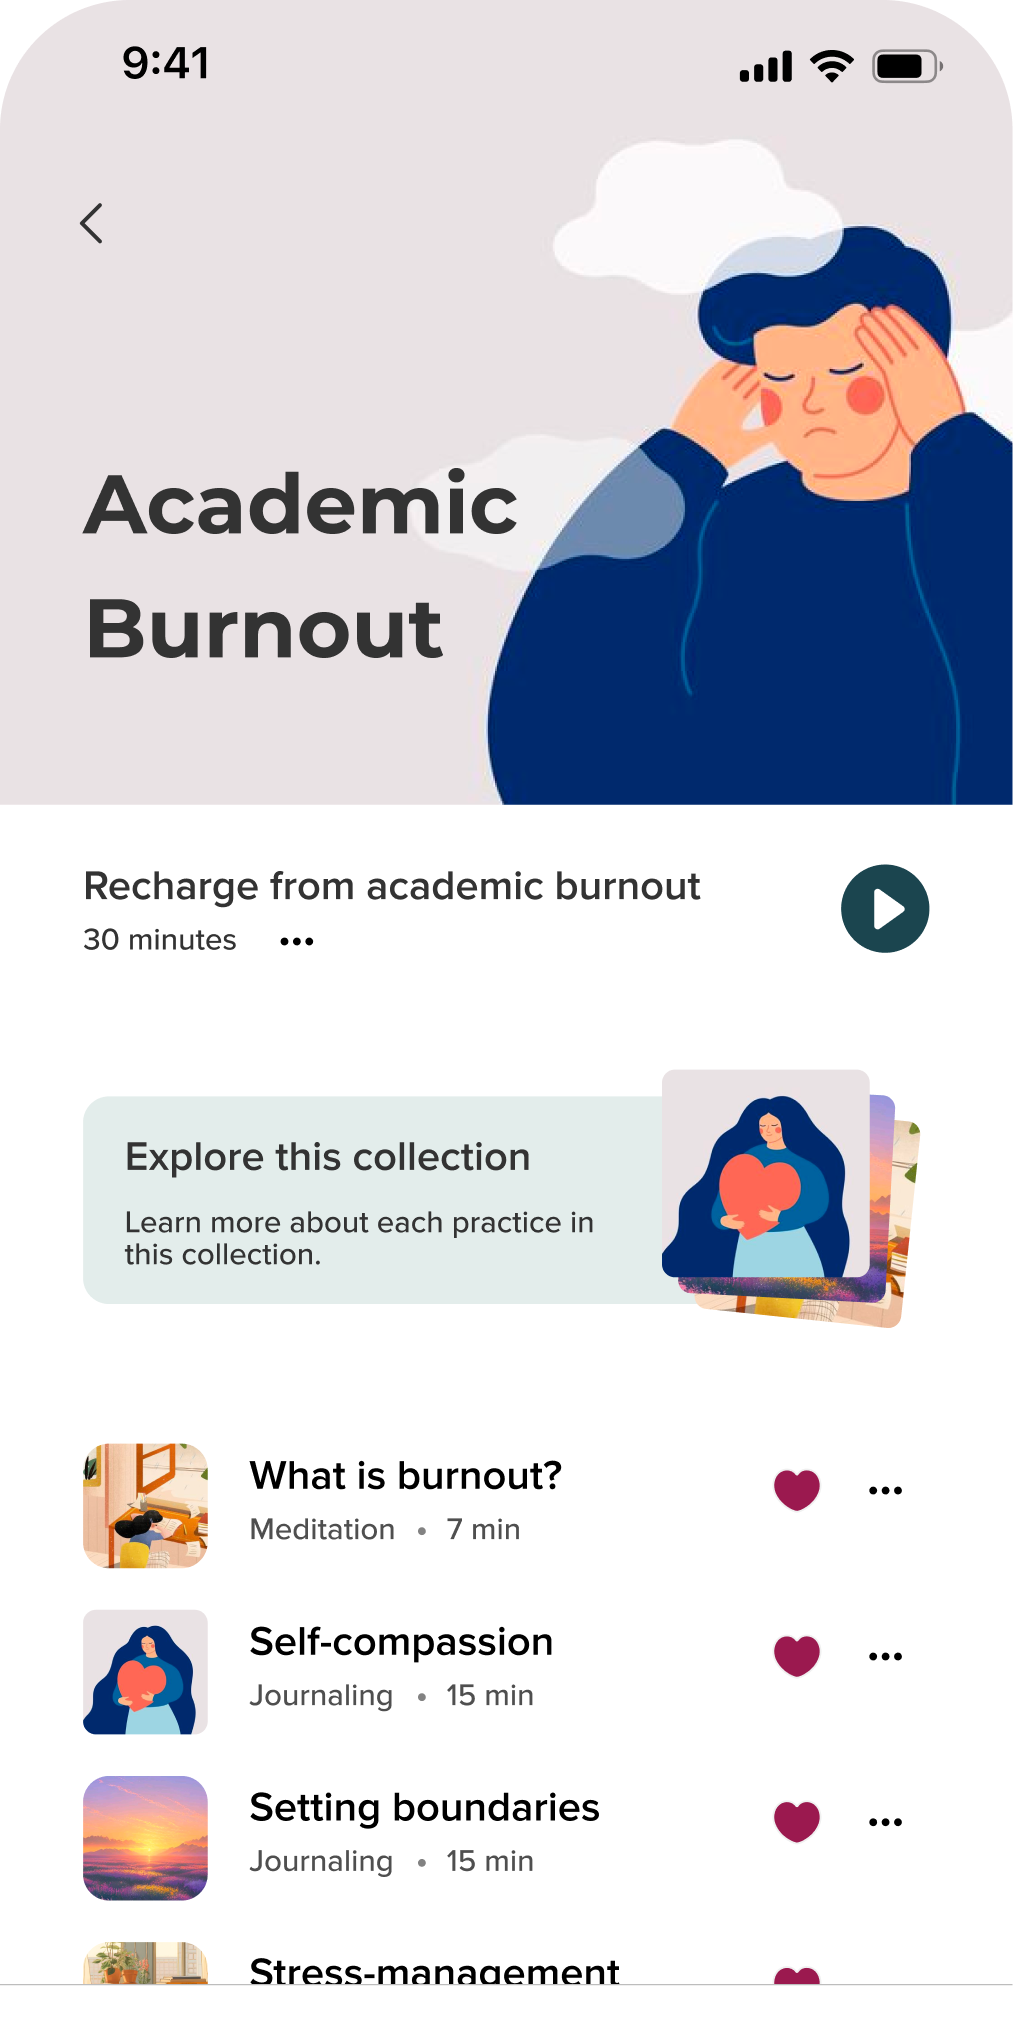 9:41
Academic
Burnout
Recharge from academic burnout
30 minutes
Explore this collection
Learn more about each practice in
this collection.
What is burnout?
Meditation • 7 min
Self-compassion
Journaling • 15 min
Setting boundaries
Journaling • 15 min
Stress-management